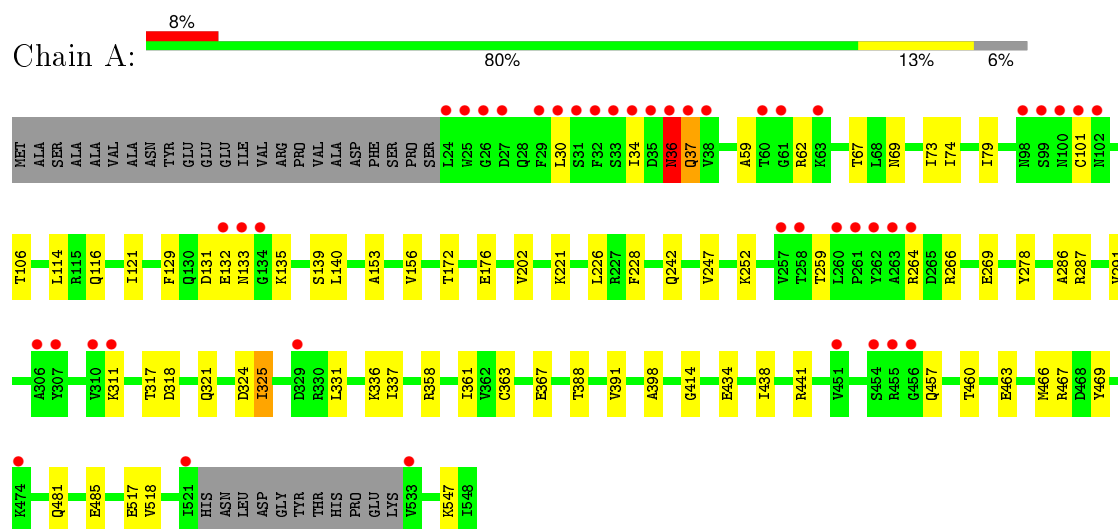 8%
Chain A:
80% 13% 6%
MET ALA SER ALA ALA GLN ALA VAL ALA ASN TYR GLU GLU GLU ILE VAL ARG PRO VAL ALA ASP PHE SER PRO SER L24 W25 G26 D27 Q28 F29 L30 S31 F32 S33 I34 D35 N36 Q37 V38 A59 T60 G61 R62 K63 T67 L68 N69 I73 I74 I79 N98 S99 N100 C101 N102
T106 L114 R115 Q116 I121 F129 Q130 D131 E132 N133 G134 K135 S139 L140 A153 V156 T172 E176 V202 K221 L226 R227 F228 Q242 V247 K252 V257 T258 T259 L260 P261 Y262 A263 R264 D265 R266 E269 Y278 A286 R287 V291
A306 Y307 V310 K311 T317 D318 Q321 D324 I325 D329 R330 L331 K336 I337 R358 I361 V362 C363 E367 T388 V391 A398 G414 E434 I438 R441 V451 S454 R455 G456 Q457 T460 E463 M466 R467 D468 Y469
K474 Q481 E485 E517 V518 I521 HIS ASN LEU ASP GLY TYR THR HIS PRO GLU LYS V533 K547 I548